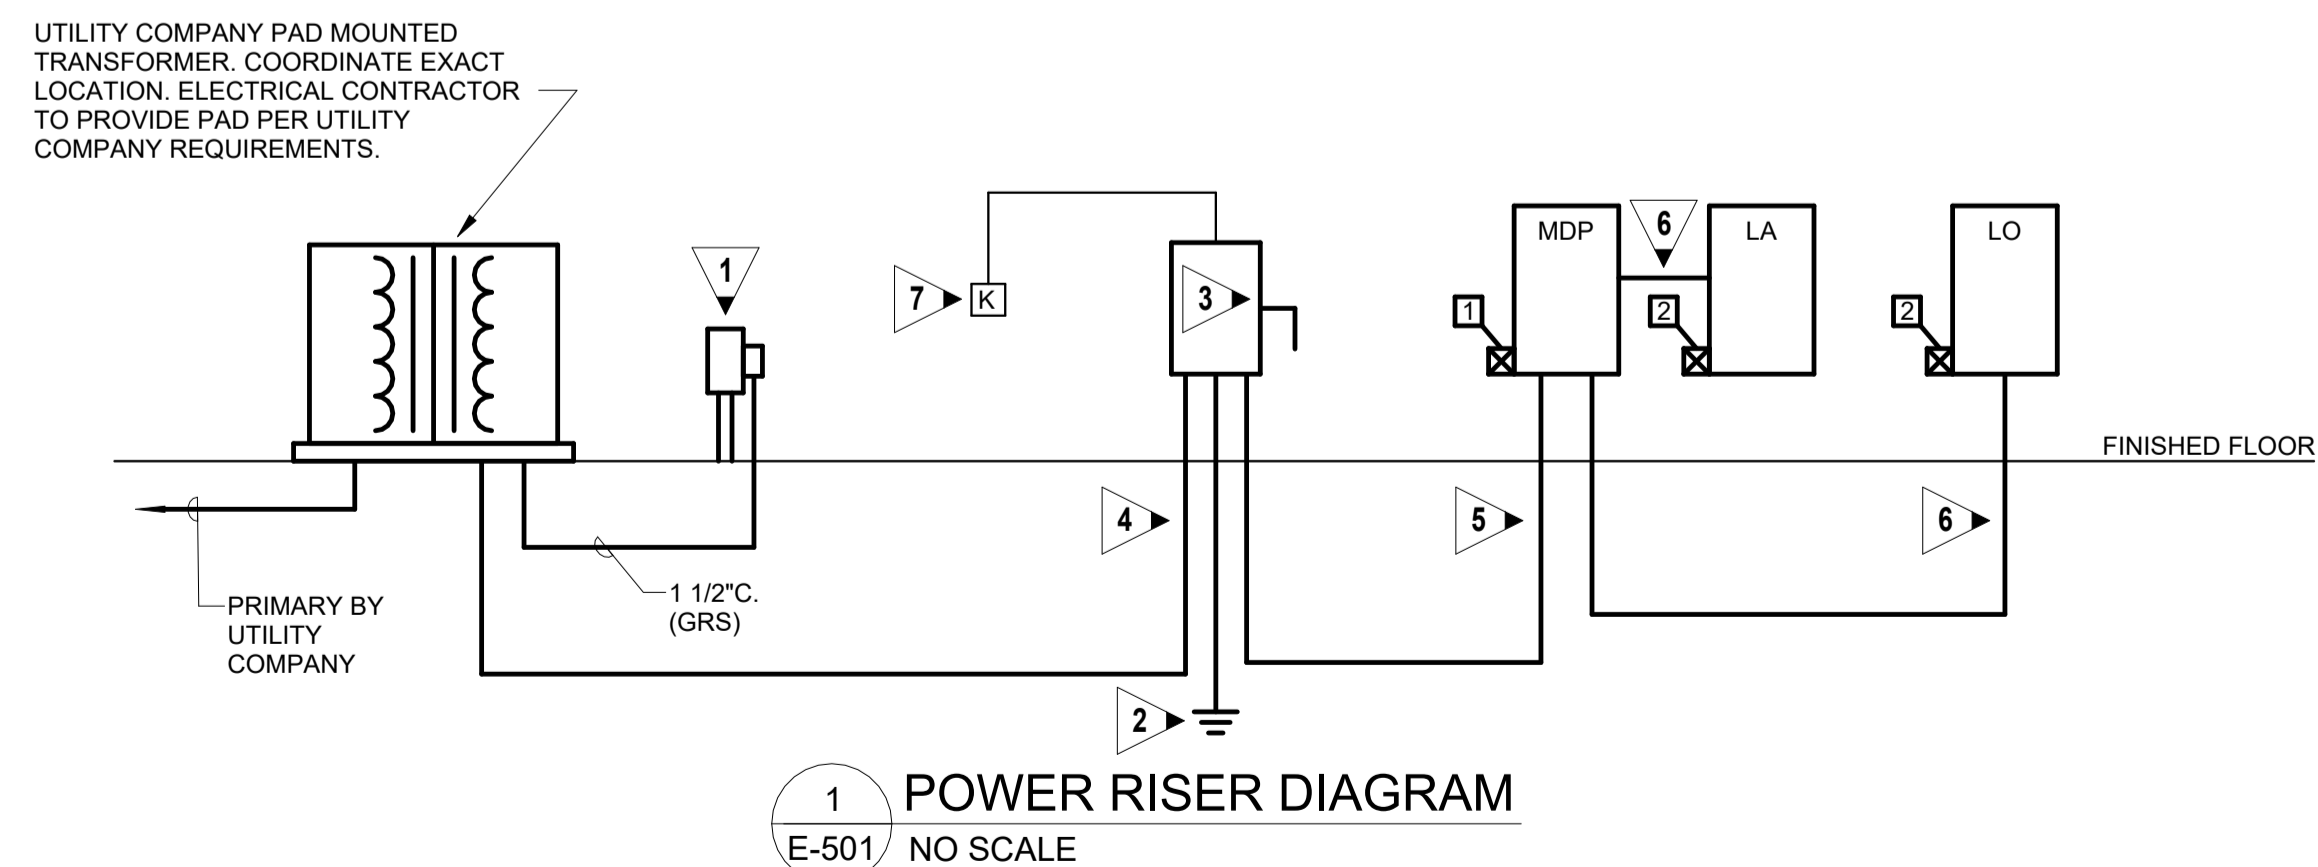 UTILITY COMPANY PAD MOUNTED
TRANSFORMER. COORDINATE EXACT
LOCATION. ELECTRICAL CONTRACTOR
TO PROVIDE PAD PER UTILITY
COMPANY REQUIREMENTS.
1
7
K
3
MDP
6
LA
LO
1
2
2
FINISHED FLOOR
4
5
6
PRIMARY BY
UTILITY
COMPANY
1 1/2"C.
(GRS)
2
1
POWER RISER DIAGRAM
E-501
NO SCALE